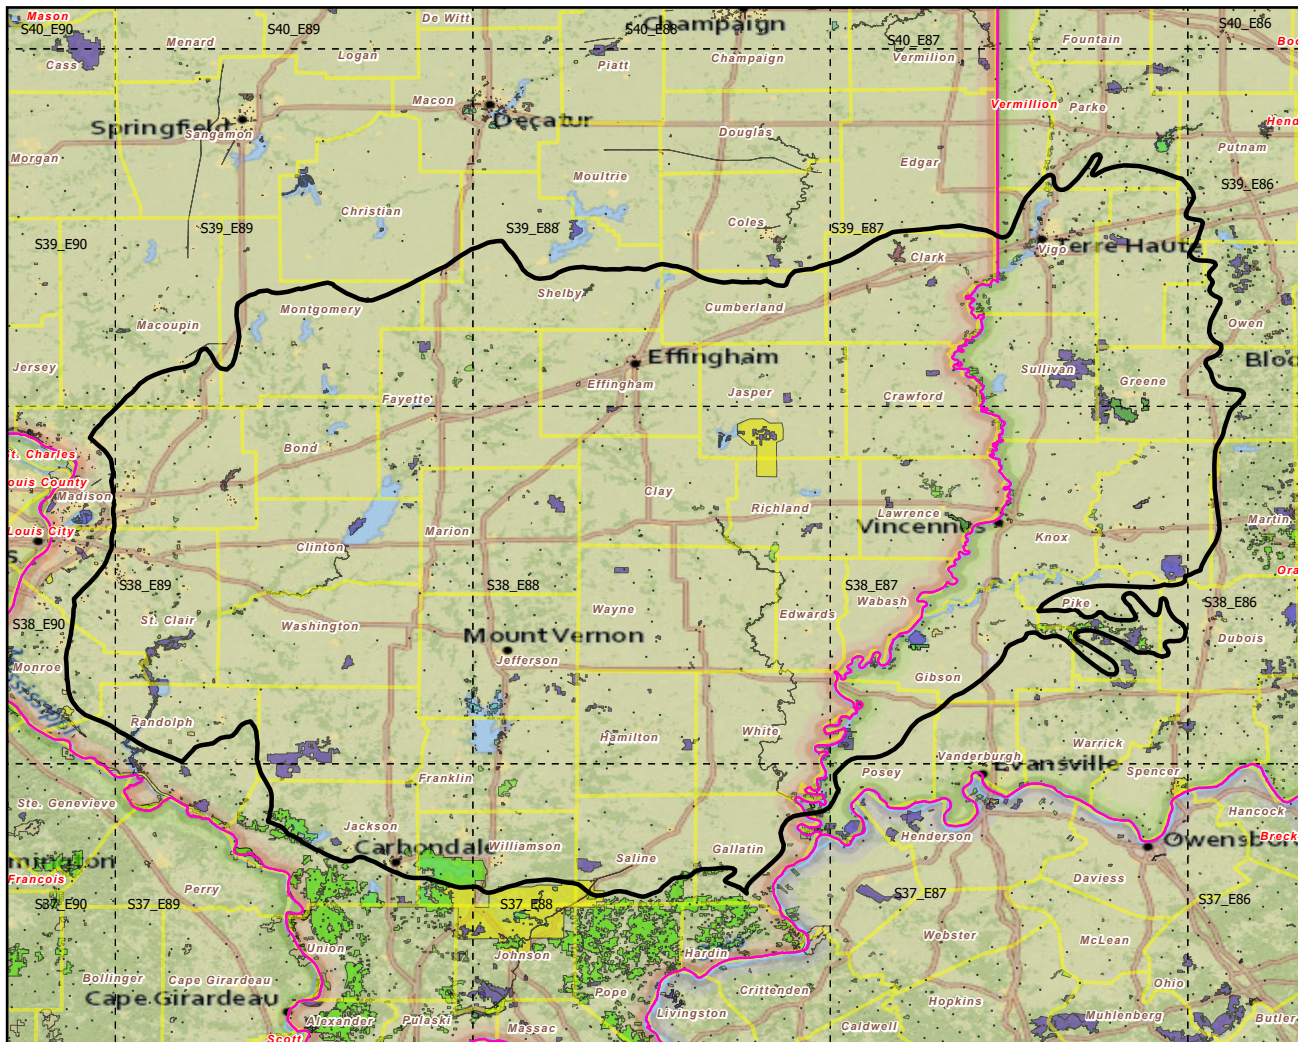 Mason
De Witt
S40_E90
S40_E89
S40_E88
Champaign
S40_E86
Menard
Logan
S40_E87
Fountain
Cass
Piatt
Champaign
Vermilion
Macon
Vermillion
Parke
Springfield
Sangamon
Decatur
Douglas
Putnam
Morgan
Edgar
Moultrie
S39_E86
Christian
Coles
S39_E90
S39_E89
S39_E88
S39_E87
Vigo
Terre Haute
Clark
Shelby
Montgomery
Cumberland
Macoupin
Owen
Effingham
Jersey
Sullivan
Effingham
Jasper
Greene
Fayette
Crawford
Bond
St. Charles
Clay
Madison
Richland
Lawrence
Martin
Vincennes
Marion
Knox
Clinton
S38_E89
S38_E88
S38_E87
Wabash
Pike
S38_E86
Wayne
Edwards
St. Clair
Washington
S38_E90
Mount Vernon
Dubois
Jefferson
Monroe
Gibson
Randolph
Mississippi
White
Hamilton
Warrick
Vanderburgh
Evansville
Posey
Spencer
Franklin
Ste. Genevieve
Hancock
Jackson
Henderson
Carbondale
Williamson
Gallatin
Saline
Francois
Daviess
Perry
S37_E90
S37_E89
S37_E88
S37_E87
S37_E86
Webster
McLean
Union
Johnson
Hardin
Bollinger
Cape Girardeau
Ohio
Crittenden
Pope
Cape Girardeau
Hopkins
Livingston
Alexander
Pulaski
Massac
Caldwell
Muhlenberg
Butler
Scott